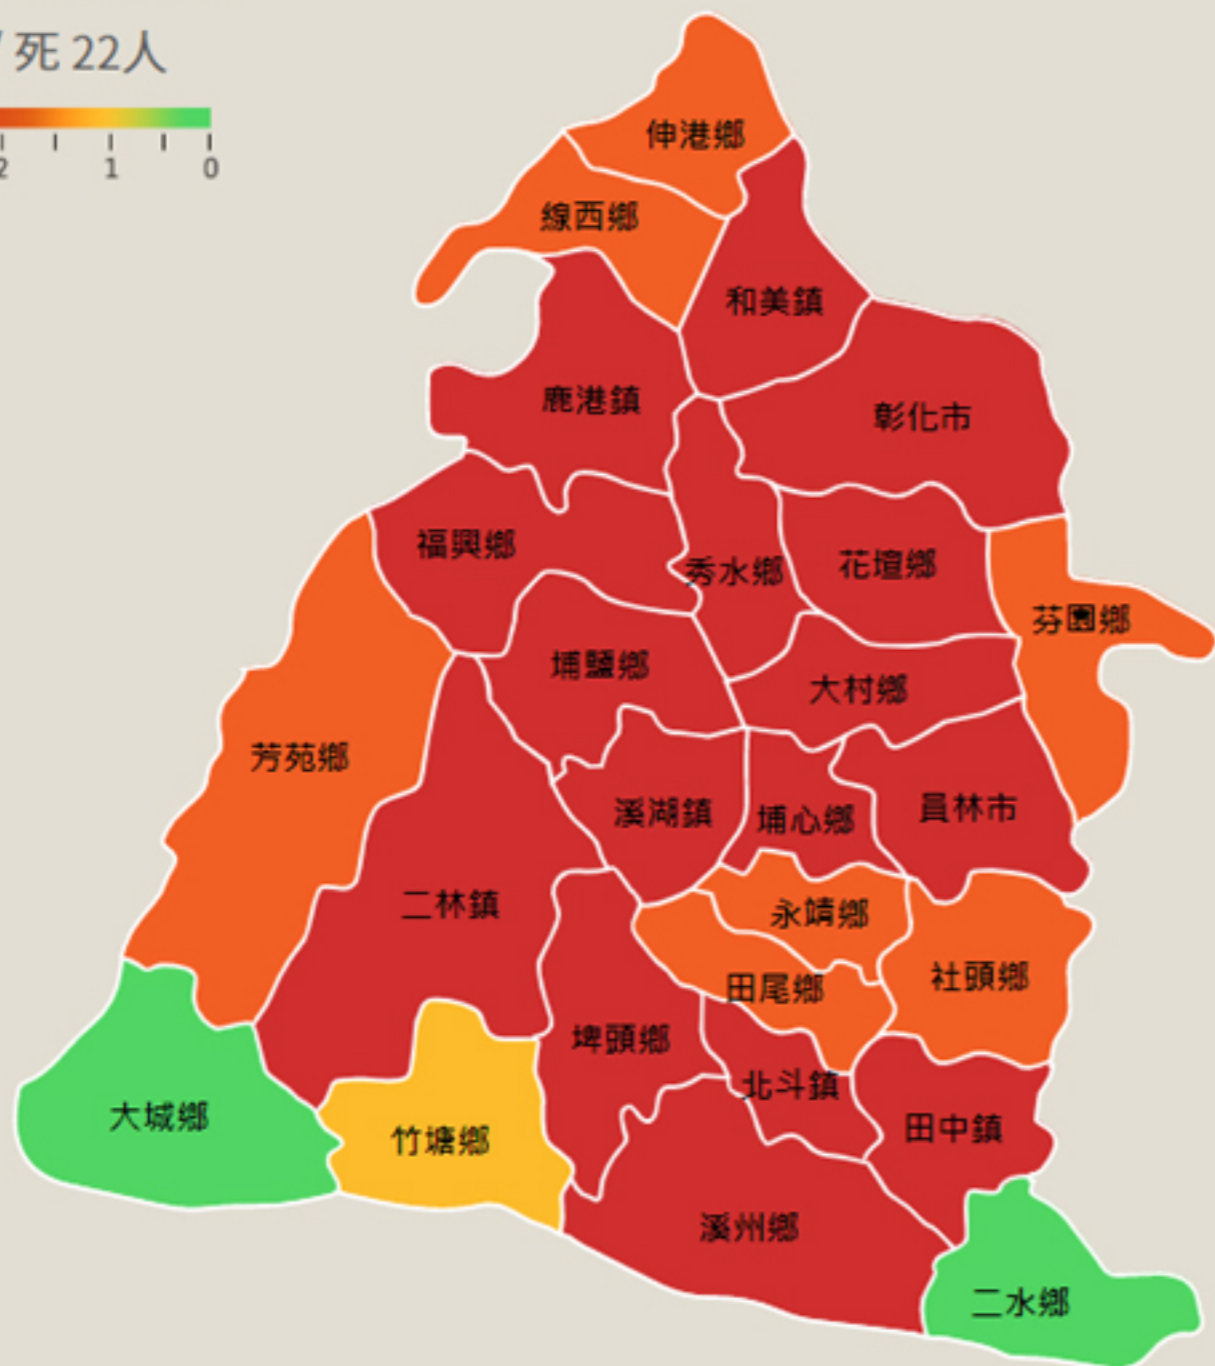 / 死 22人
2 1 0
伸港鄉
線西鄉
和美鎮
鹿港鎮
彰化市
福興鄉
秀水鄉
花壇鄉
芬園鄉
埔鹽鄉
大村鄉
芳苑鄉
溪湖鎮
埔心鄉
員林市
二林鎮
永靖鄉
田尾鄉
社頭鄉
埤頭鄉
北斗鎮
田中鎮
大城鄉
竹塘鄉
溪州鄉
二水鄉